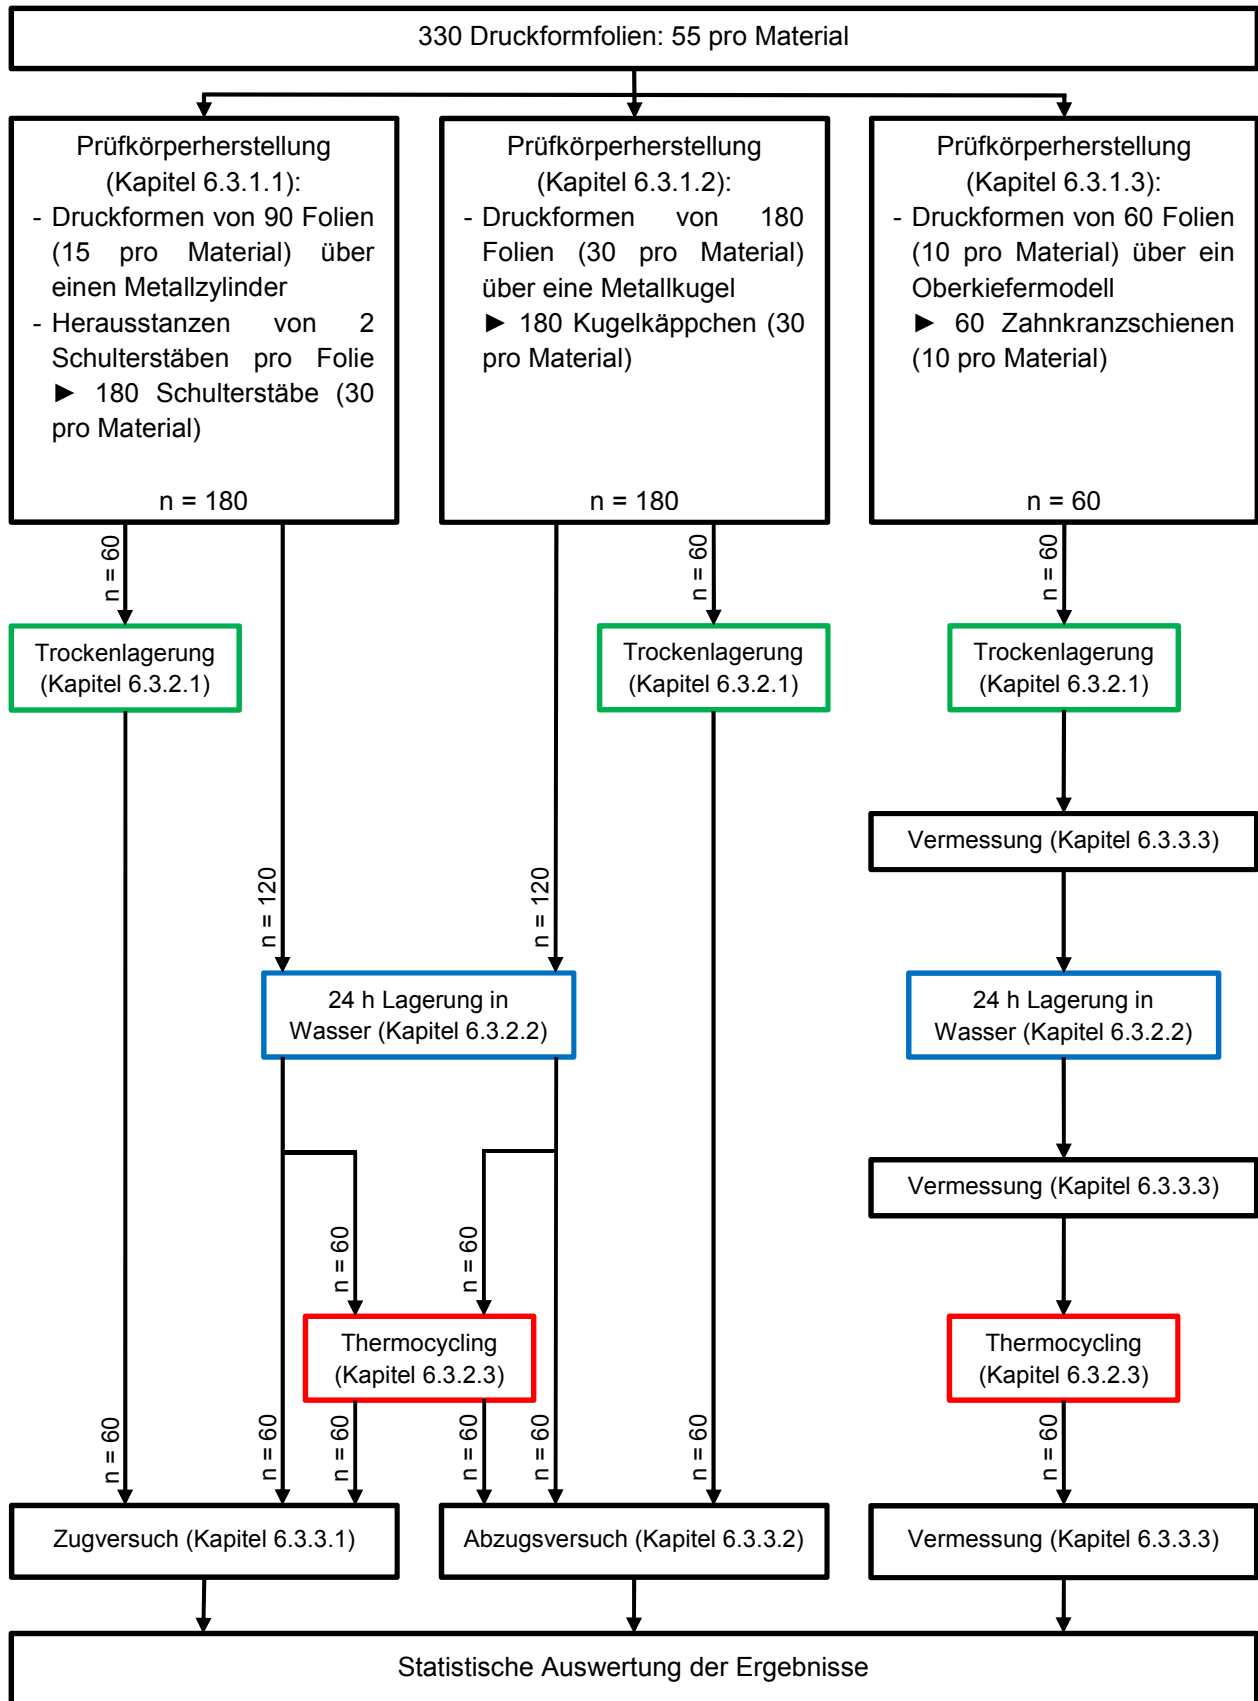 330 Druckformfolien: 55 pro Material
Prüfkörperherstellung
(Kapitel 6.3.1.1):
- Druckformen von 90 Folien
(15 pro Material) über
einen Metallzylinder
- Herausstanzen von 2
Schulterstäben pro Folie
► 180 Schulterstäbe (30
pro Material)
n = 180
Prüfkörperherstellung
(Kapitel 6.3.1.2):
- Druckformen von 180
Folien (30 pro Material)
über eine Metallkugel
► 180 Kugelkäppchen (30
pro Material)
n = 180
Prüfkörperherstellung
(Kapitel 6.3.1.3):
- Druckformen von 60 Folien
(10 pro Material) über ein
Oberkiefermodell
► 60 Zahnkranzschienen
(10 pro Material)
n = 60
n = 60
n = 60
n = 60
Trockenlagerung
(Kapitel 6.3.2.1)
Trockenlagerung
(Kapitel 6.3.2.1)
Trockenlagerung
(Kapitel 6.3.2.1)
Vermessung (Kapitel 6.3.3.3)
n = 120
n = 120
24 h Lagerung in
Wasser (Kapitel 6.3.2.2)
24 h Lagerung in
Wasser (Kapitel 6.3.2.2)
Vermessung (Kapitel 6.3.3.3)
n = 60
n = 60
Thermocycling
(Kapitel 6.3.2.3)
Thermocycling
(Kapitel 6.3.2.3)
n = 60
n = 60
n = 60
n = 60
n = 60
n = 60
n = 60
Zugversuch (Kapitel 6.3.3.1)
Abzugsversuch (Kapitel 6.3.3.2)
Vermessung (Kapitel 6.3.3.3)
Statistische Auswertung der Ergebnisse